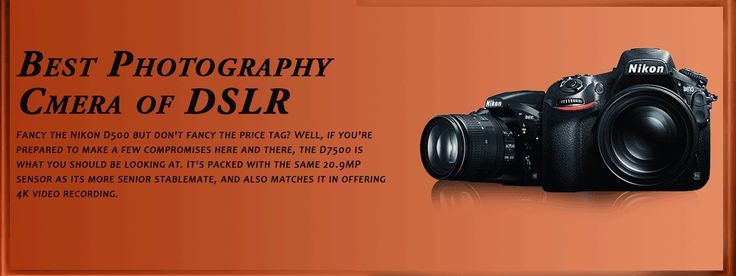 Best Photography
Cmera of DSLR
Fancy the Nikon D500 but don't fancy the price tag? Well, if you're
prepared to make a few compromises here and there, the D7500 is
what you should be looking at. It's packed with the same 20.9MP
sensor as its more senior stablemate, and also matches it in offering
4K video recording.
Nikon
Nikon
D810